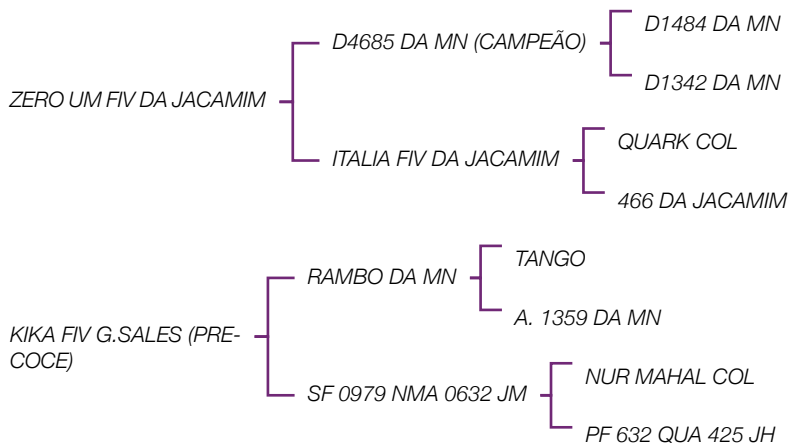 D1484 DA MN
D4685 DA MN (CAMPEÃO)
D1342 DA MN
ZERO UM FIV DA JACAMIM
QUARK COL
ITALIA FIV DA JACAMIM
466 DA JACAMIM
TANGO
RAMBO DA MN
A. 1359 DA MN
KIKA FIV G.SALES (PRE-
COCE)
NUR MAHAL COL
SF 0979 NMA 0632 JM
PF 632 QUA 425 JH